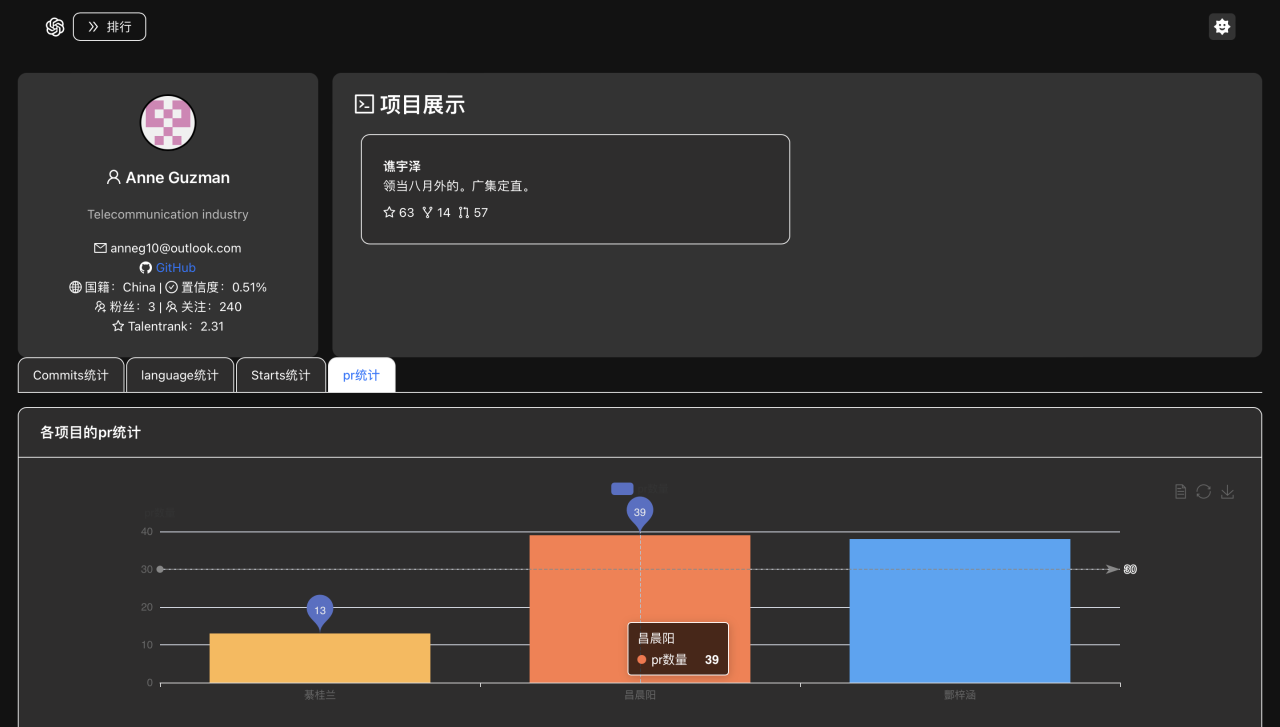 排行
Anne Guzman
Telecommunication industry
anneg10@outlook.com
GitHub
国籍：China | 置信度：0.51%
粉丝：3 | 关注：240
Talentrank：2.31
项目展示
谯宇泽
领当八月外的。广集定直。
63 14 57
Commits统计
language统计
Starts统计
pr统计
各项目的pr统计
39
40
30
30
20
13
10
0
昌晨阳
pr数量 39
綦桂兰
昌晨阳
酆梓涵